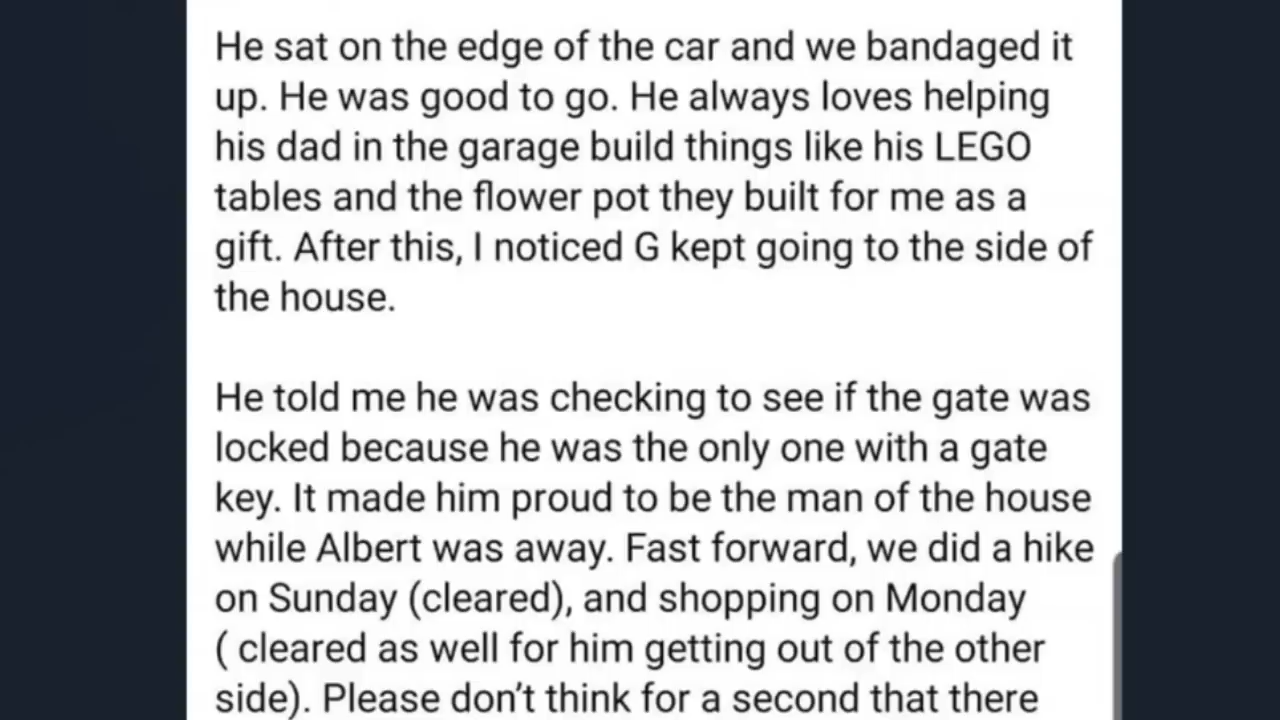 He sat on the edge of the car and we bandaged it
up. He was good to go. He always loves helping
his dad in the garage build things like his LEGO
tables and the flower pot they built for me as a
gift. After this, I noticed G kept going to the side of
the house.
He told me he was checking to see if the gate was
locked because he was the only one with a gate
key. It made him proud to be the man of the house
while Albert was away. Fast forward, we did a hike
on Sunday (cleared), and shopping on Monday
( cleared as well for him getting out of the other
side). Please don’t think for a second that there